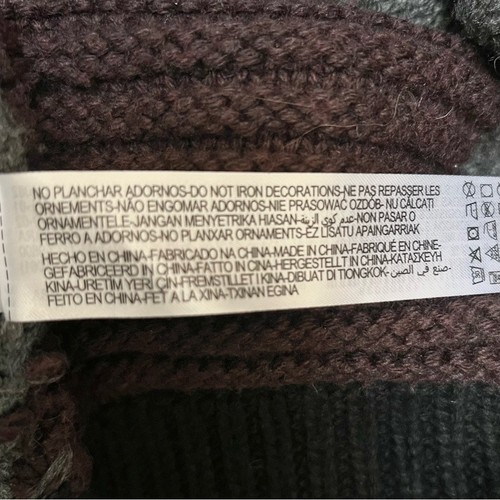 NO PLANCHAR ADORNOS-DO NOT IRON DECORATIONS-NE PAS REPASSER LES
ORNEMENTS-NÃO ENGOMAR ADORNOS-NIE PRASOWAĆ OZDÓB- NU CĂLCAȚI
ORNAMENTELE-JANGAN MENYETRIKA HIASAN-عدم كوي الزينة-NON PASAR O
FERRO A ADORNOS-NO PLANXAR ORNAMENTS-EZ LISATU APAINGARRIAK
HECHO EN CHINA-FABRICADO NA CHINA-MADE IN CHINA-FABRIQUÉ EN CHINE-
GEFABRICEERD IN CHINA-FATTO IN CINA-HERGESTELLT IN CHINA-ΚΑΤΑΣΚΕΥΗ
ΚΙΝΑ-URETIM YERİ ÇİN-PREMSTILLET I KINA-DIBUAT DI TIONGKOK-صنع في الصين-
FEITO EN CHINA-FET A LA XINA-TXINAN EGINA